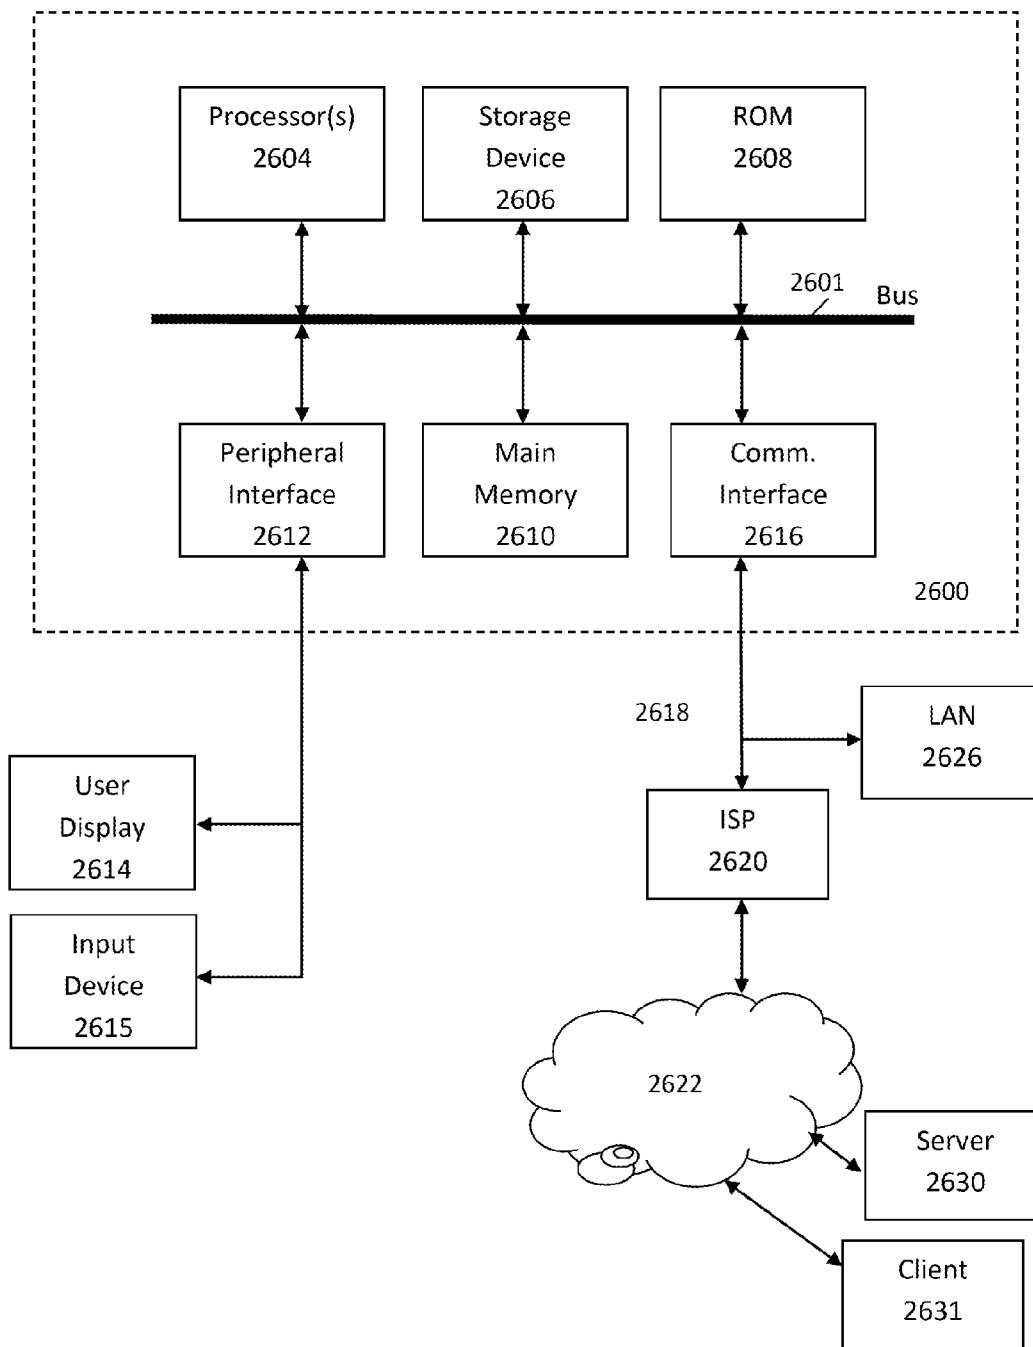 Processor(s)
2604
Storage
Device
2606
ROM
2608
2601
Bus
Peripheral
Interface
2612
Main
Memory
2610
Comm.
Interface
2616
2600
2618
LAN
2626
User
Display
2614
ISP
2620
Input
Device
2615
2622
Server
2630
Client
2631